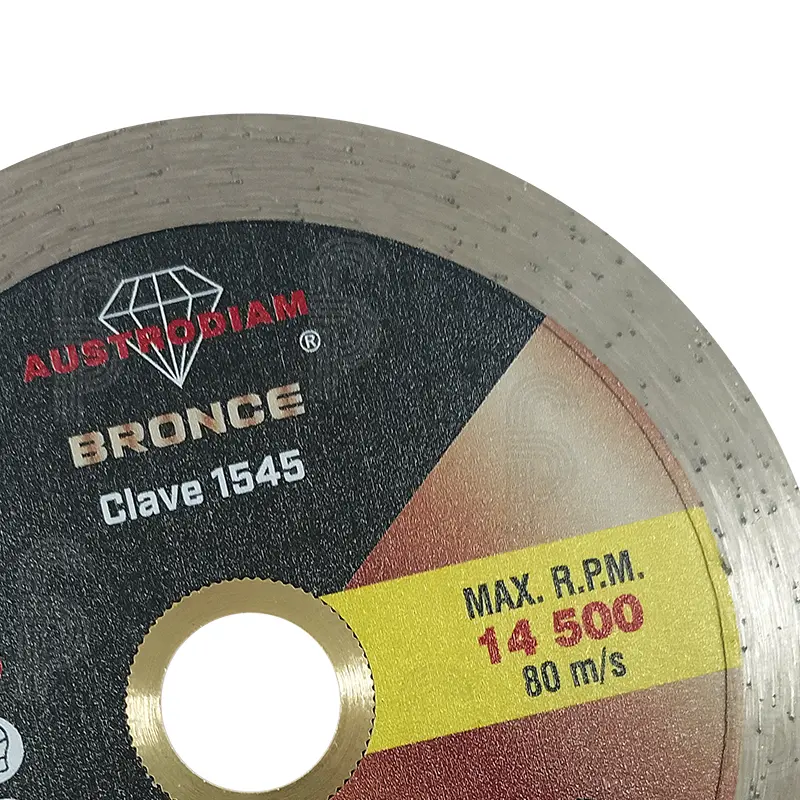 AUSTRODIAM
®
BRONCE
Clave 1545
MAX. R.P.M.
14 500
80 m/s